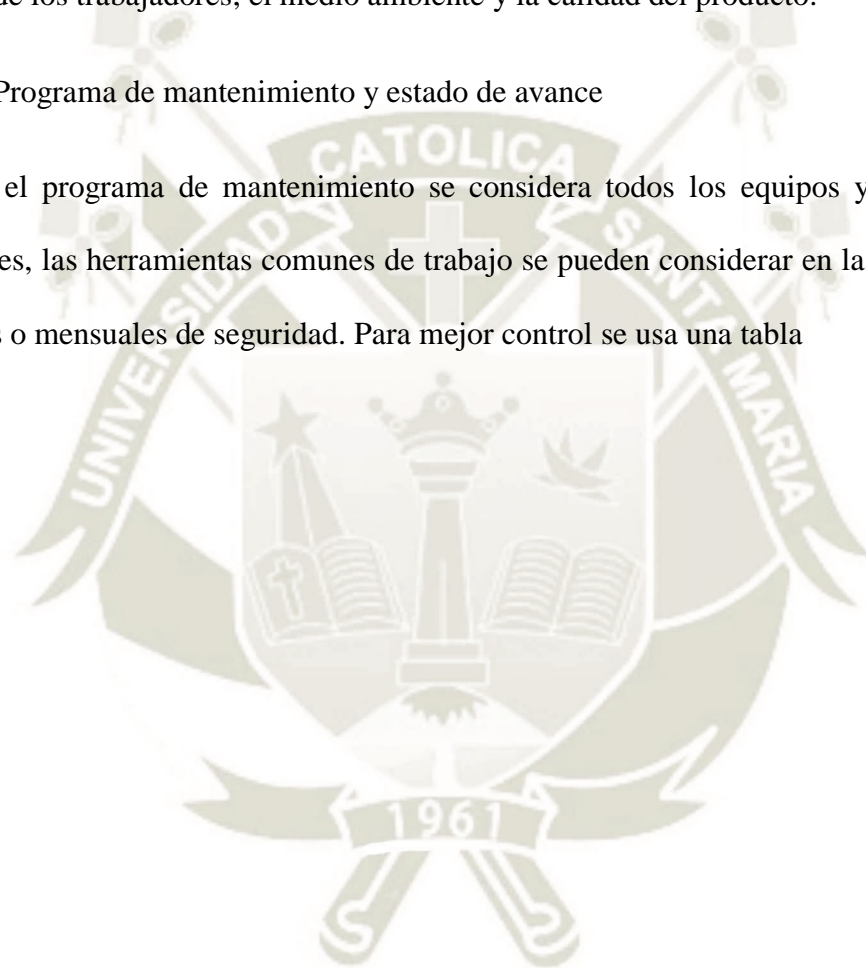 de los trabajadores, el medio ambiente y la calidad del producto.
Programa de mantenimiento y estado de avance
el programa de mantenimiento se considera todos los equipos y
es, las herramientas comunes de trabajo se pueden considerar en la
s o mensuales de seguridad. Para mejor control se usa una tabla
UNIVERSIDAD CATOLICA SANTA MARIA
1961